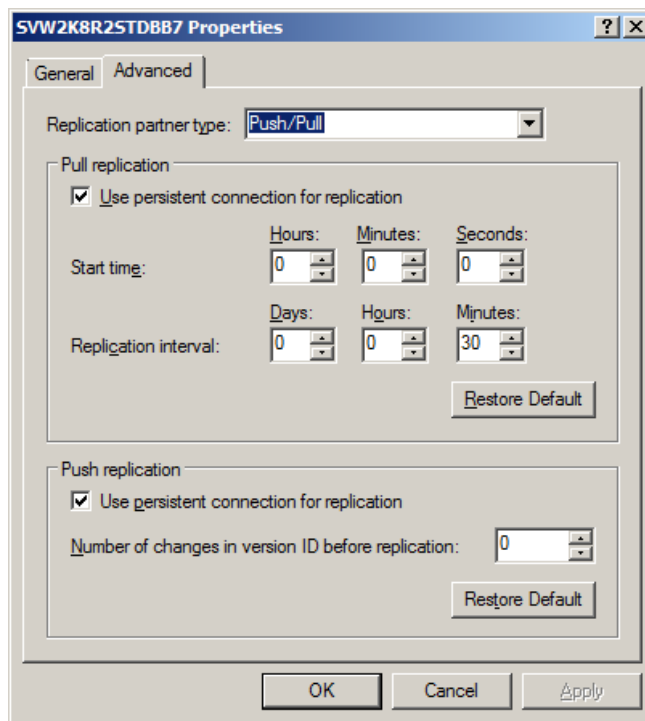 SVW2K8R2STDBB7 Properties
General Advanced
Replication partner type: Push/Pull
Pull replication
Use persistent connection for replication
Hours: Minutes: Seconds:
Start time: 0 0 0
Days: Hours: Minutes:
Replication interval: 0 0 30
Restore Default
Push replication
Use persistent connection for replication
Number of changes in version ID before replication: 0
Restore Default
OK Cancel Apply